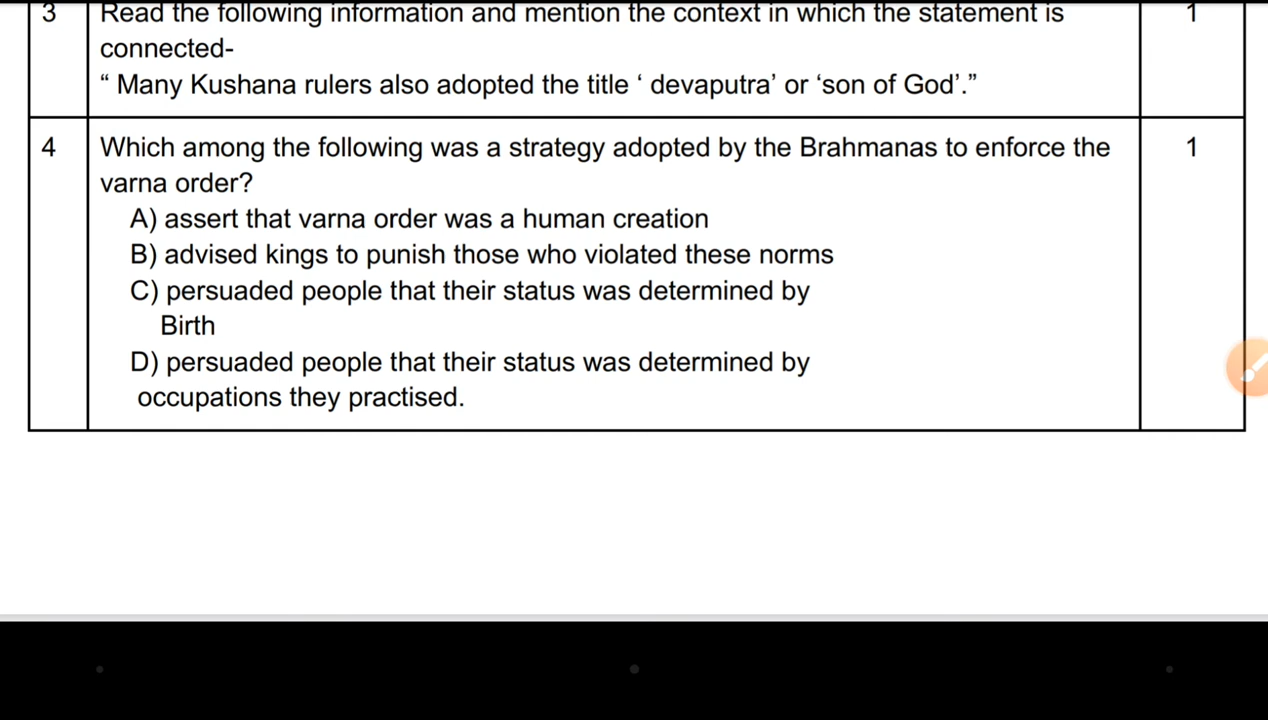 3 Read the following information and mention the context in which the statement is 1
connected-
“ Many Kushana rulers also adopted the title ‘ devaputra’ or ‘son of God’.”
4 Which among the following was a strategy adopted by the Brahmanas to enforce the 1
varna order?
A) assert that varna order was a human creation
B) advised kings to punish those who violated these norms
C) persuaded people that their status was determined by
Birth
D) persuaded people that their status was determined by
occupations they practised.